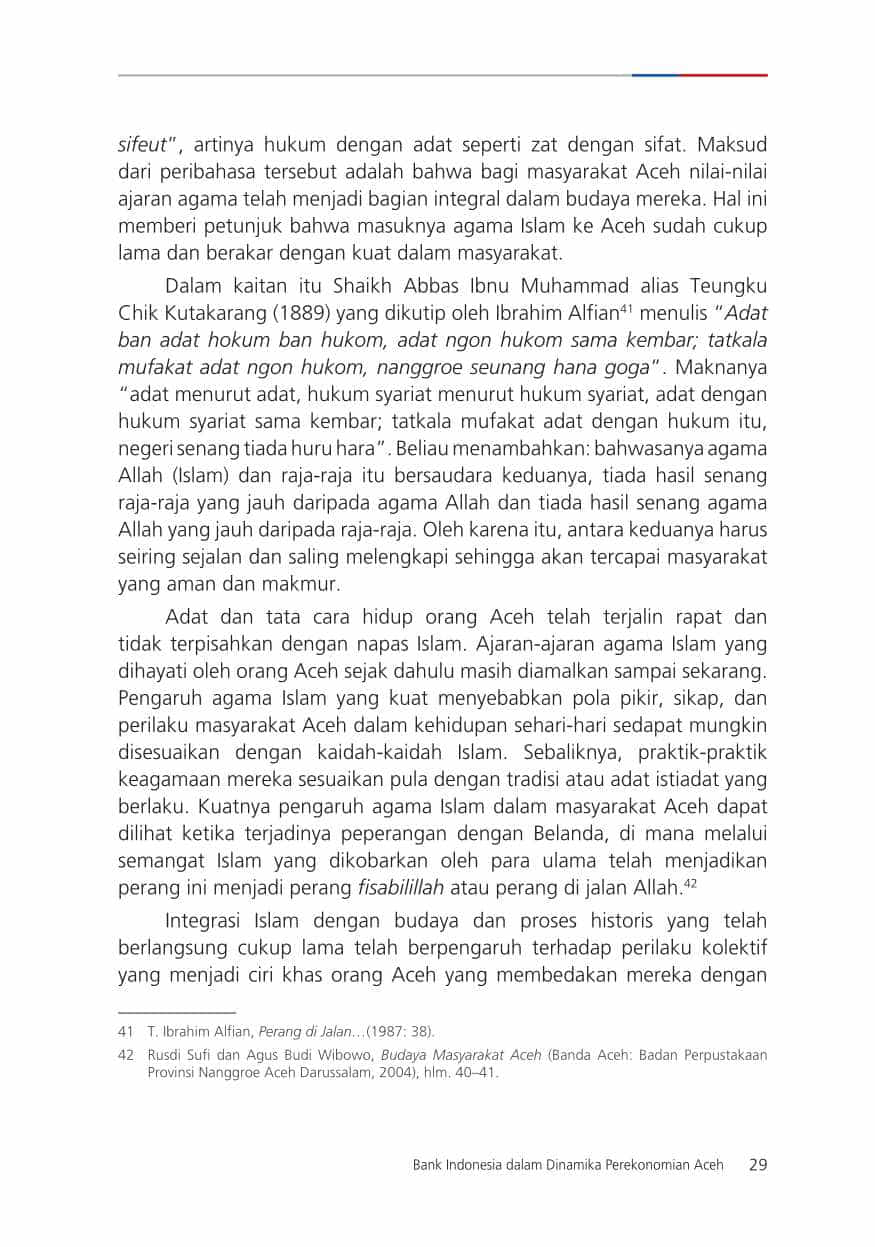 sifeut”, artinya hukum dengan adat seperti zat dengan sifat. Maksud
dari peribahasa tersebut adalah bahwa bagi masyarakat Aceh nilai-nilai
ajaran agama telah menjadi bagian integral dalam budaya mereka. Hal ini
memberi petunjuk bahwa masuknya agama Islam ke Aceh sudah cukup
lama dan berakar dengan kuat dalam masyarakat.
Dalam kaitan itu Shaikh Abbas Ibnu Muhammad alias Teungku
Chik Kutakarang (1889) yang dikutip oleh Ibrahim Alfian⁴¹ menulis “Adat
ban adat hokum ban hukom, adat ngon hukom sama kembar; tatkala
mufakat adat ngon hukom, nanggroe seunang hana goga”. Maknanya
“adat menurut adat, hukum syariat menurut hukum syariat, adat dengan
hukum syariat sama kembar; tatkala mufakat adat dengan hukum itu,
negeri senang tiada huru hara”. Beliau menambahkan: bahwasanya agama
Allah (Islam) dan raja-raja itu bersaudara keduanya, tiada hasil senang
raja-raja yang jauh daripada agama Allah dan tiada hasil senang agama
Allah yang jauh daripada raja-raja. Oleh karena itu, antara keduanya harus
seiring sejalan dan saling melengkapi sehingga akan tercapai masyarakat
yang aman dan makmur.
Adat dan tata cara hidup orang Aceh telah terjalin rapat dan
tidak terpisahkan dengan napas Islam. Ajaran-ajaran agama Islam yang
dihayati oleh orang Aceh sejak dahulu masih diamalkan sampai sekarang.
Pengaruh agama Islam yang kuat menyebabkan pola pikir, sikap, dan
perilaku masyarakat Aceh dalam kehidupan sehari-hari sedapat mungkin
disesuaikan dengan kaidah-kaidah Islam. Sebaliknya, praktik-praktik
keagamaan mereka sesuaikan pula dengan tradisi atau adat istiadat yang
berlaku. Kuatnya pengaruh agama Islam dalam masyarakat Aceh dapat
dilihat ketika terjadinya peperangan dengan Belanda, di mana melalui
semangat Islam yang dikobarkan oleh para ulama telah menjadikan
perang ini menjadi perang fisabilillah atau perang di jalan Allah.⁴²
Integrasi Islam dengan budaya dan proses historis yang telah
berlangsung cukup lama telah berpengaruh terhadap perilaku kolektif
yang menjadi ciri khas orang Aceh yang membedakan mereka dengan
41 T. Ibrahim Alfian, Perang di Jalan…(1987: 38).
42 Rusdi Sufi dan Agus Budi Wibowo, Budaya Masyarakat Aceh (Banda Aceh: Badan Perpustakaan
Provinsi Nanggroe Aceh Darussalam, 2004), hlm. 40–41.
Bank Indonesia dalam Dinamika Perekonomian Aceh 29